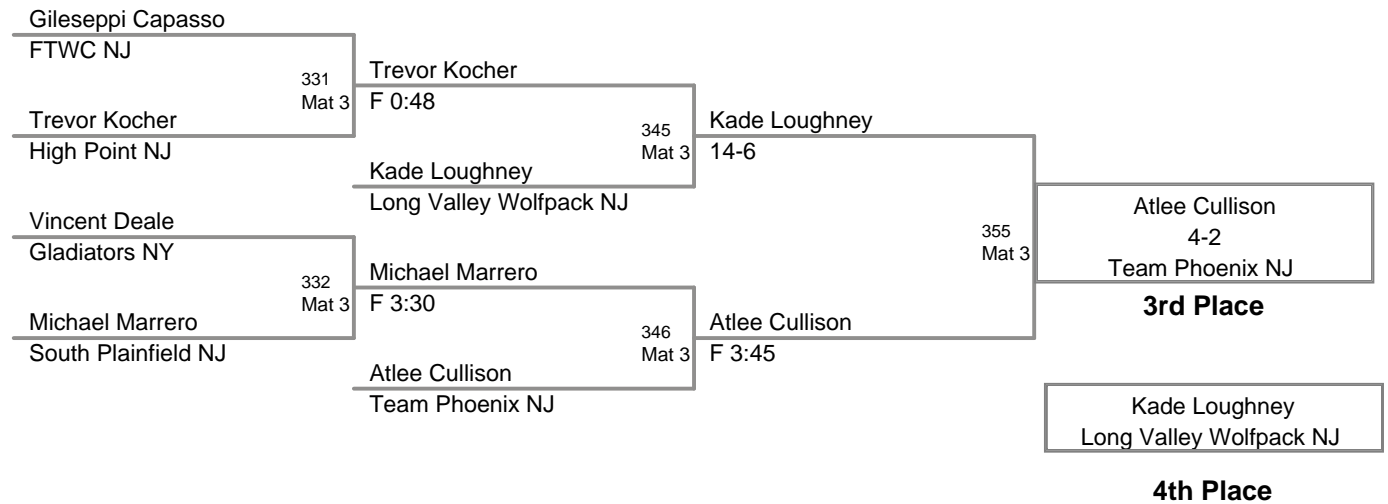 Gileseppi Capasso
FTWC NJ
331
Mat 3
Trevor Kocher
F 0:48
Trevor Kocher
High Point NJ
345
Mat 3
Kade Loughney
14-6
Kade Loughney
Long Valley Wolfpack NJ
Vincent Deale
Gladiators NY
332
Mat 3
Michael Marrero
F 3:30
Michael Marrero
South Plainfield NJ
346
Mat 3
Atlee Cullison
F 3:45
Atlee Cullison
Team Phoenix NJ
355
Mat 3
Atlee Cullison
4-2
Team Phoenix NJ
3rd Place
Kade Loughney
Long Valley Wolfpack NJ
4th Place